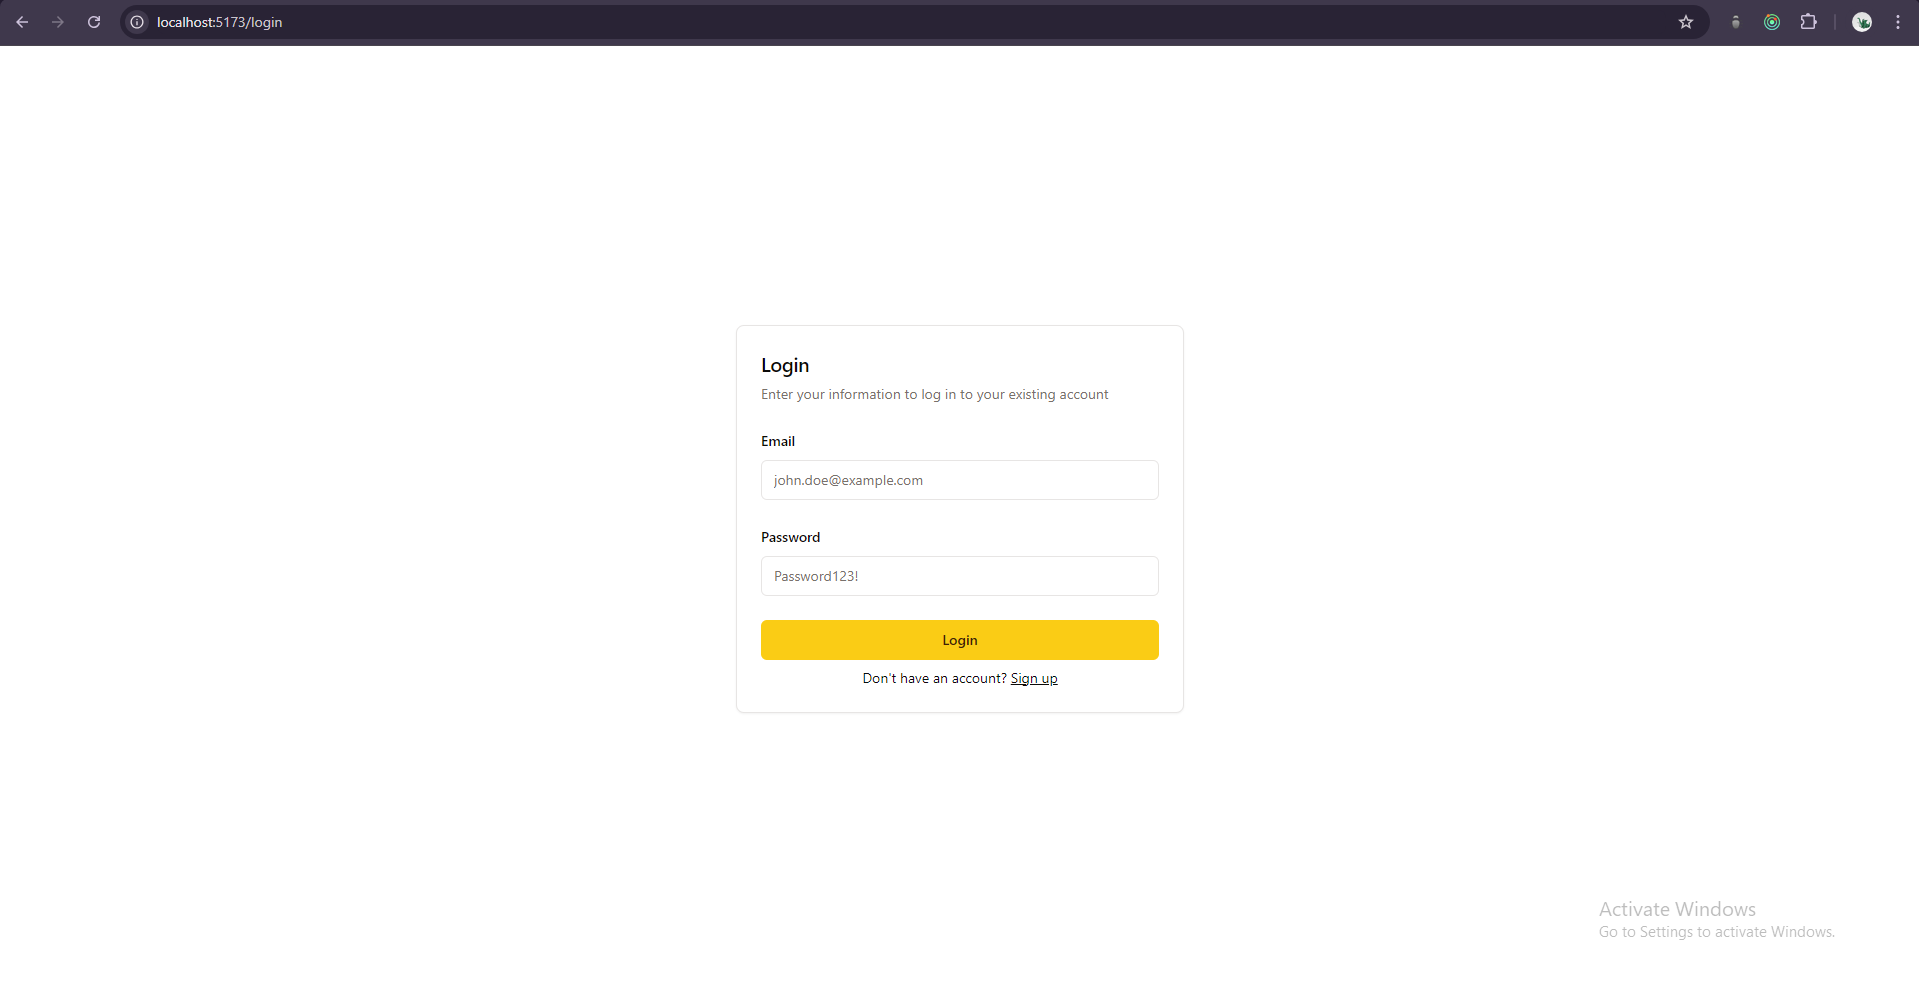 localhost:5173/login
Login
Enter your information to log in to your existing account
Email
john.doe@example.com
Password
Password123!
Login
Don't have an account? Sign up
Activate Windows
Go to Settings to activate Windows.